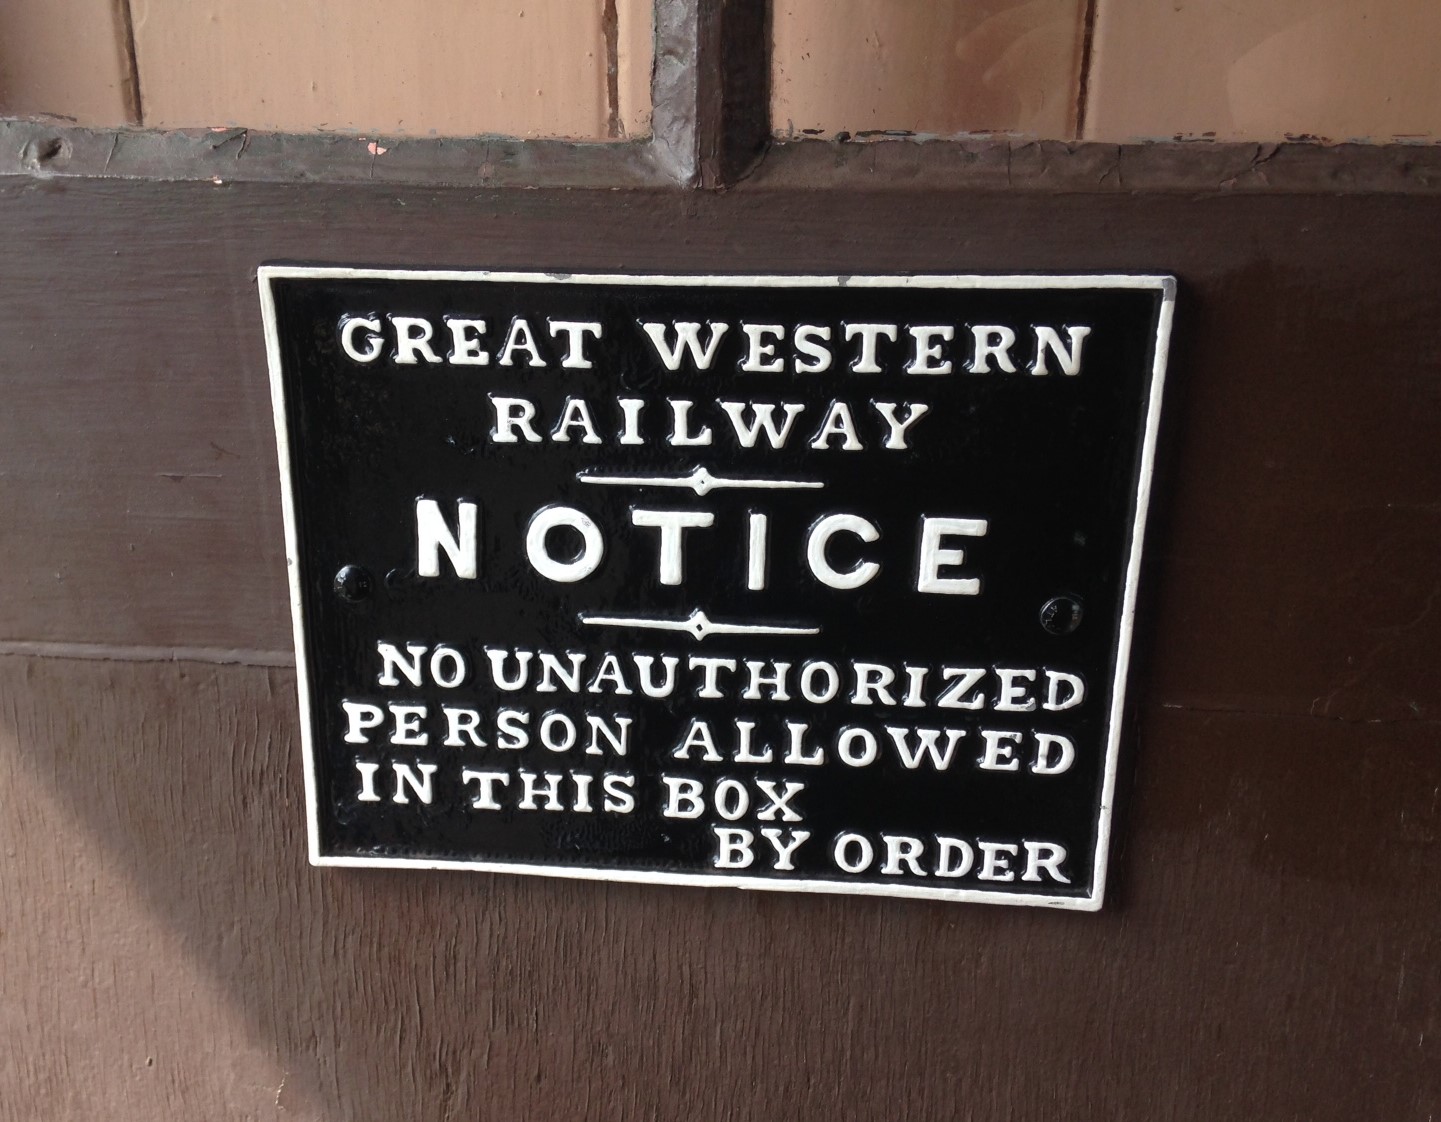 GREAT WESTERN
RAILWAY
NOTICE
NO UNAUTHORIZED
PERSON ALLOWED
IN THIS BOX
BY ORDER